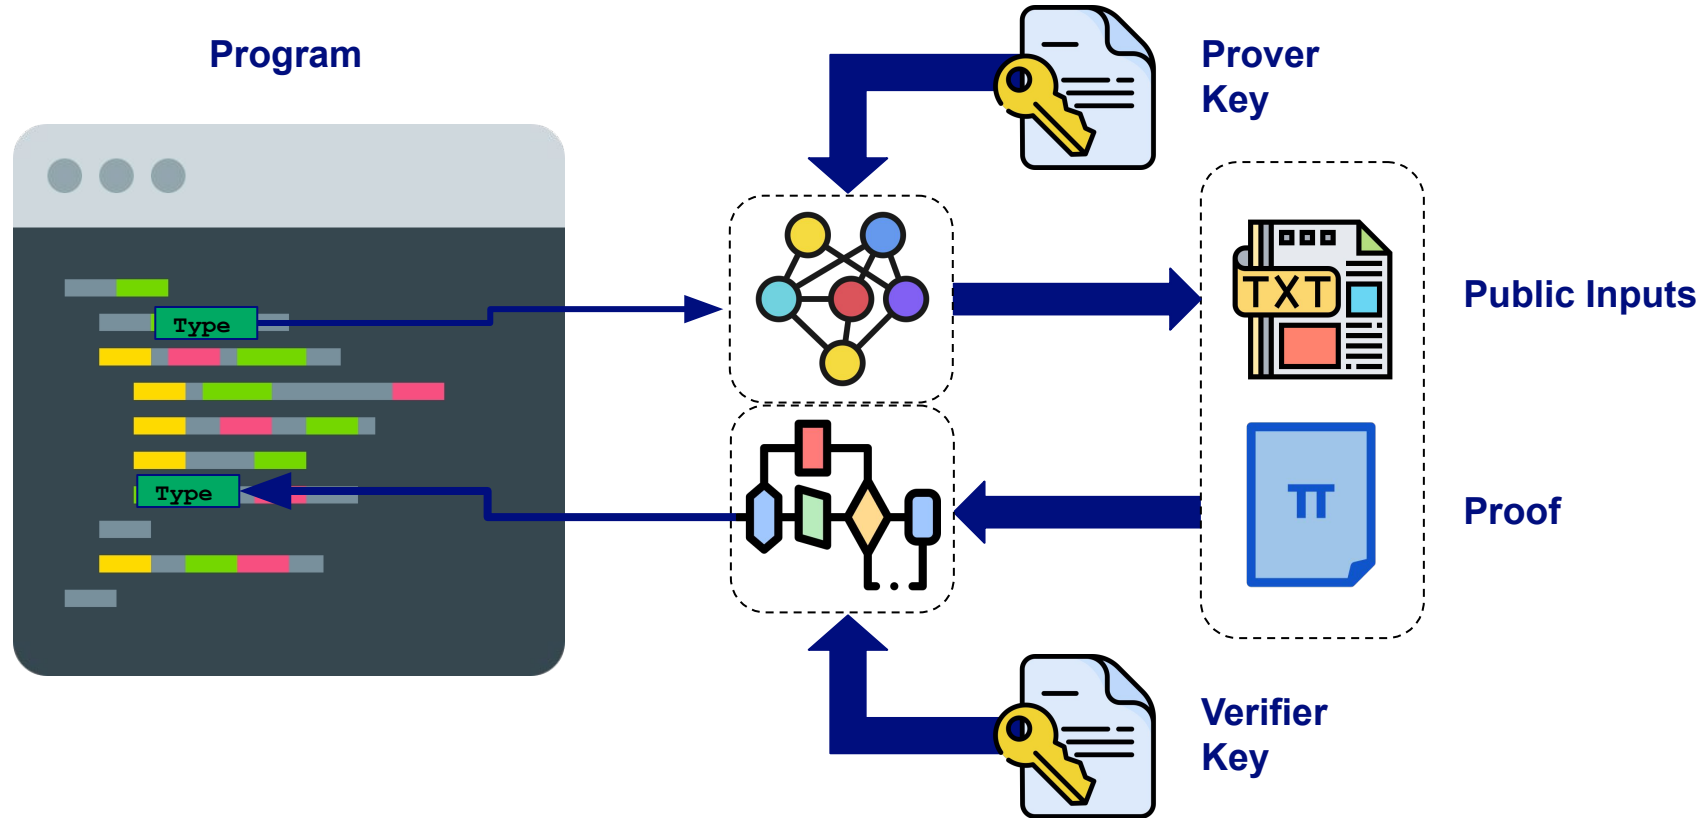 Program
Prover
Key
Type
TXT
Public Inputs
Type
π
Proof
Verifier
Key